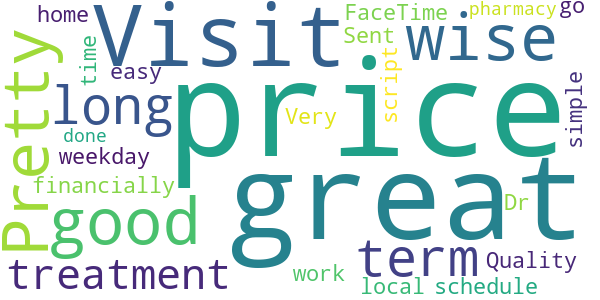 home
Visit
FaceTime
pharmacy
go
Sent
wise
time
easy
Pretty
long
price
script
simple
Very
done
weekday
financially
great
good
Dr
term
Quality
treatment
work
local
schedule